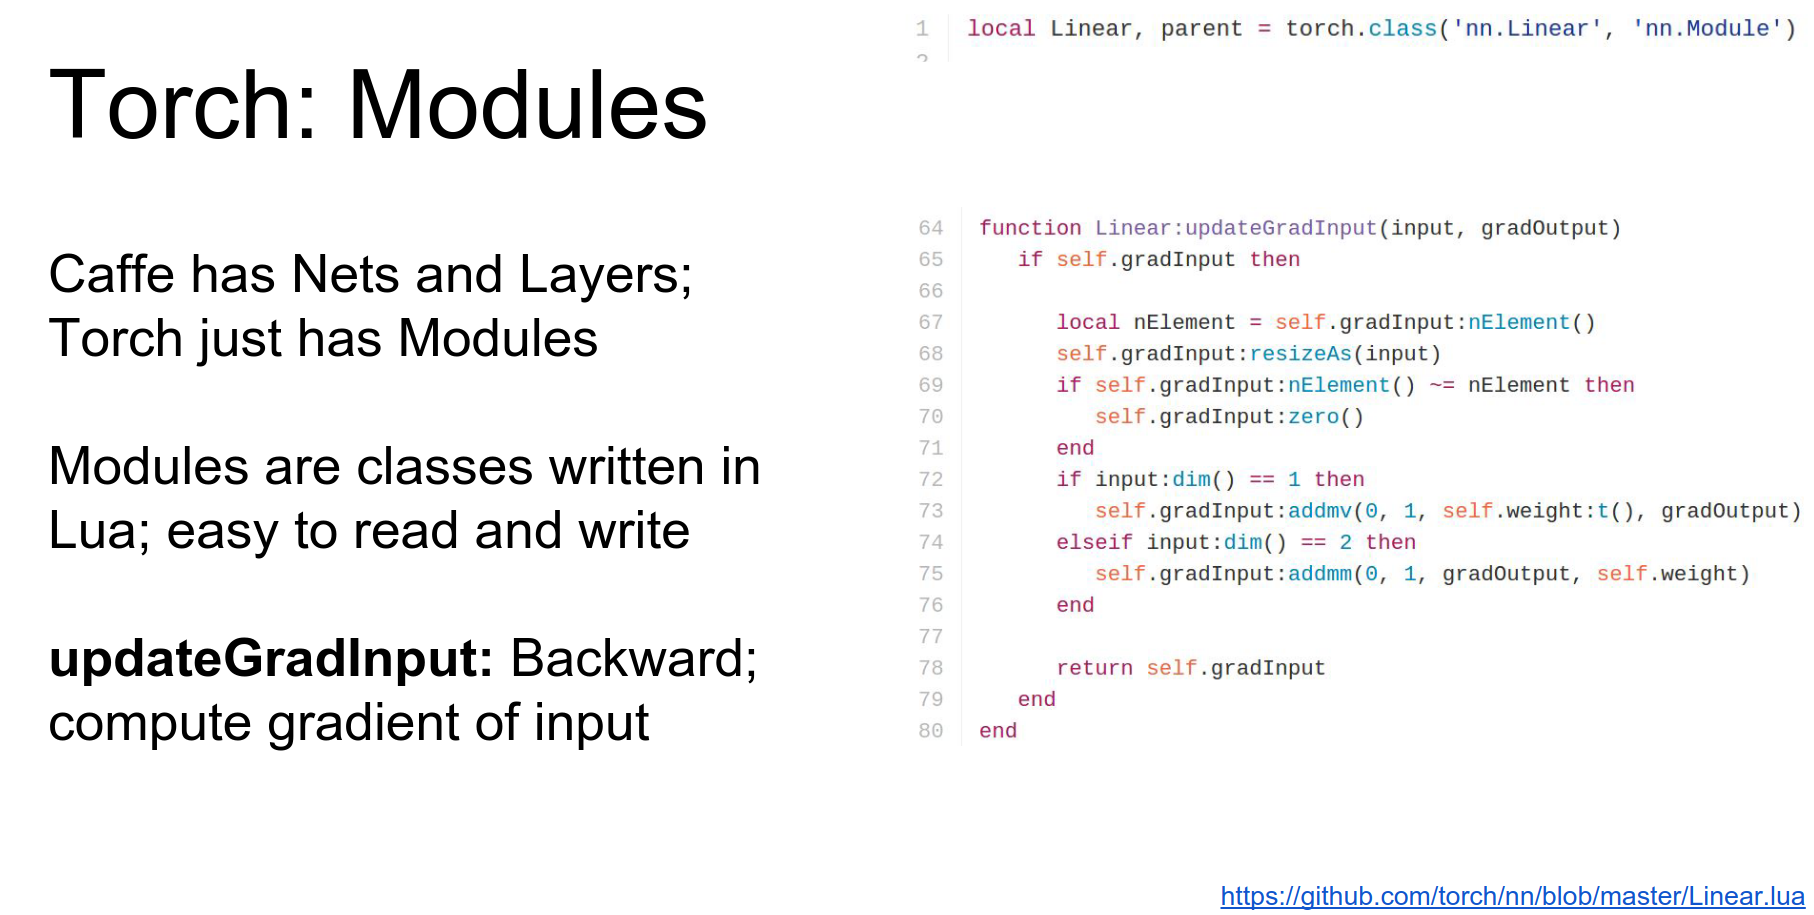 Torch: Modules
Caffe has Nets and Layers;
Torch just has Modules
Modules are classes written in
Lua; easy to read and write
updateGradInput: Backward;
compute gradient of input
1 local Linear, parent = torch.class('nn.Linear', 'nn.Module')
2
64 function Linear:updateGradInput(input, gradOutput)
65    if self.gradInput then
66
67       local nElement = self.gradInput:nElement()
68       self.gradInput:resizeAs(input)
69       if self.gradInput:nElement() ~= nElement then
70          self.gradInput:zero()
71       end
72       if input:dim() == 1 then
73          self.gradInput:addmv(0, 1, self.weight:t(), gradOutput)
74       elseif input:dim() == 2 then
75          self.gradInput:addmm(0, 1, gradOutput, self.weight)
76       end
77
78       return self.gradInput
79    end
80 end
https://github.com/torch/nn/blob/master/Linear.lua